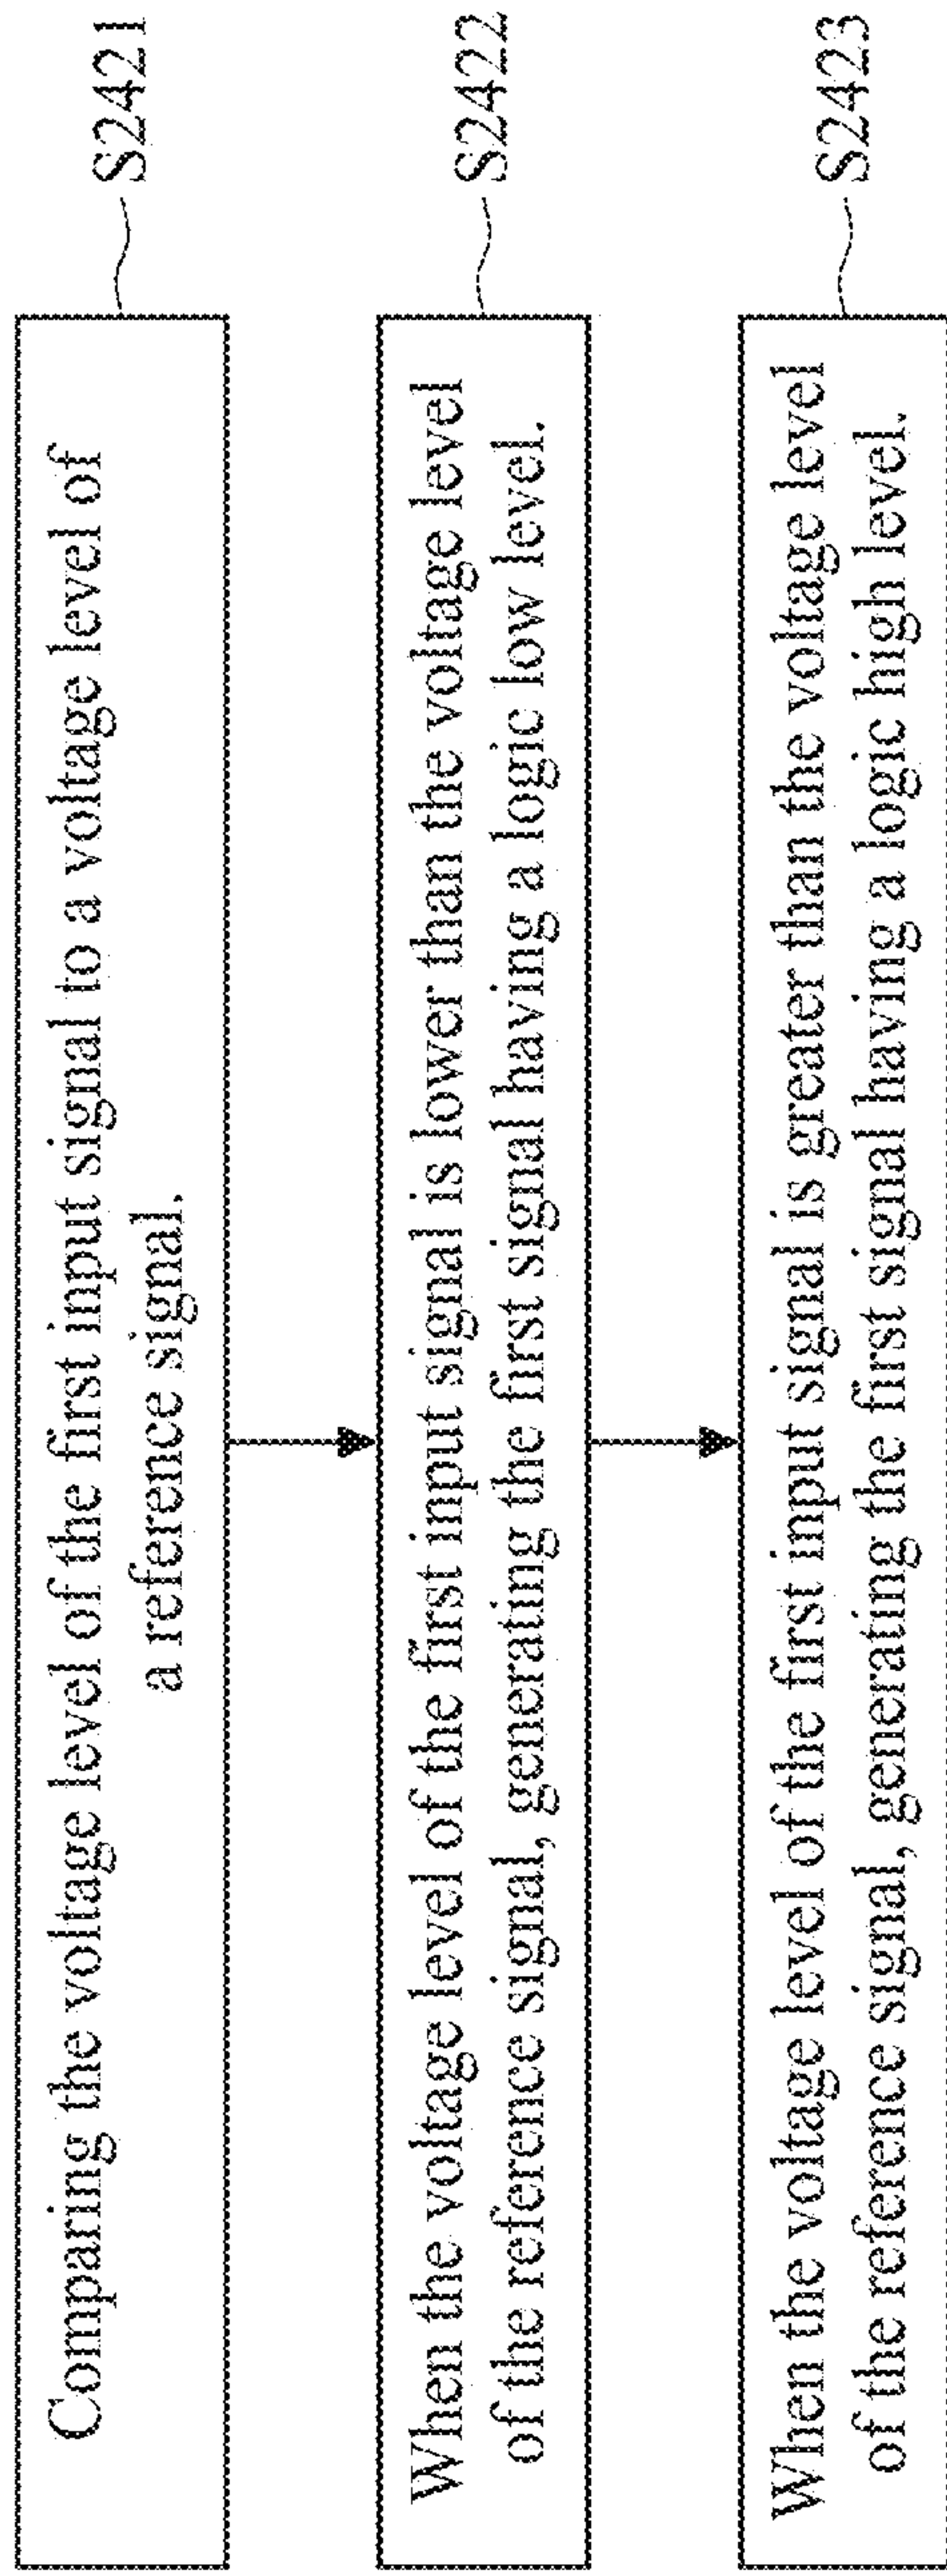 Comparing the voltage level of the first input signal to a voltage level of
a reference signal.
S2421
When the voltage level of the first input signal is lower than the voltage level
of the reference signal, generating the first signal having a logic low level.
S2422
When the voltage level of the first input signal is greater than the voltage level
of the reference signal, generating the first signal having a logic high level.
S2423